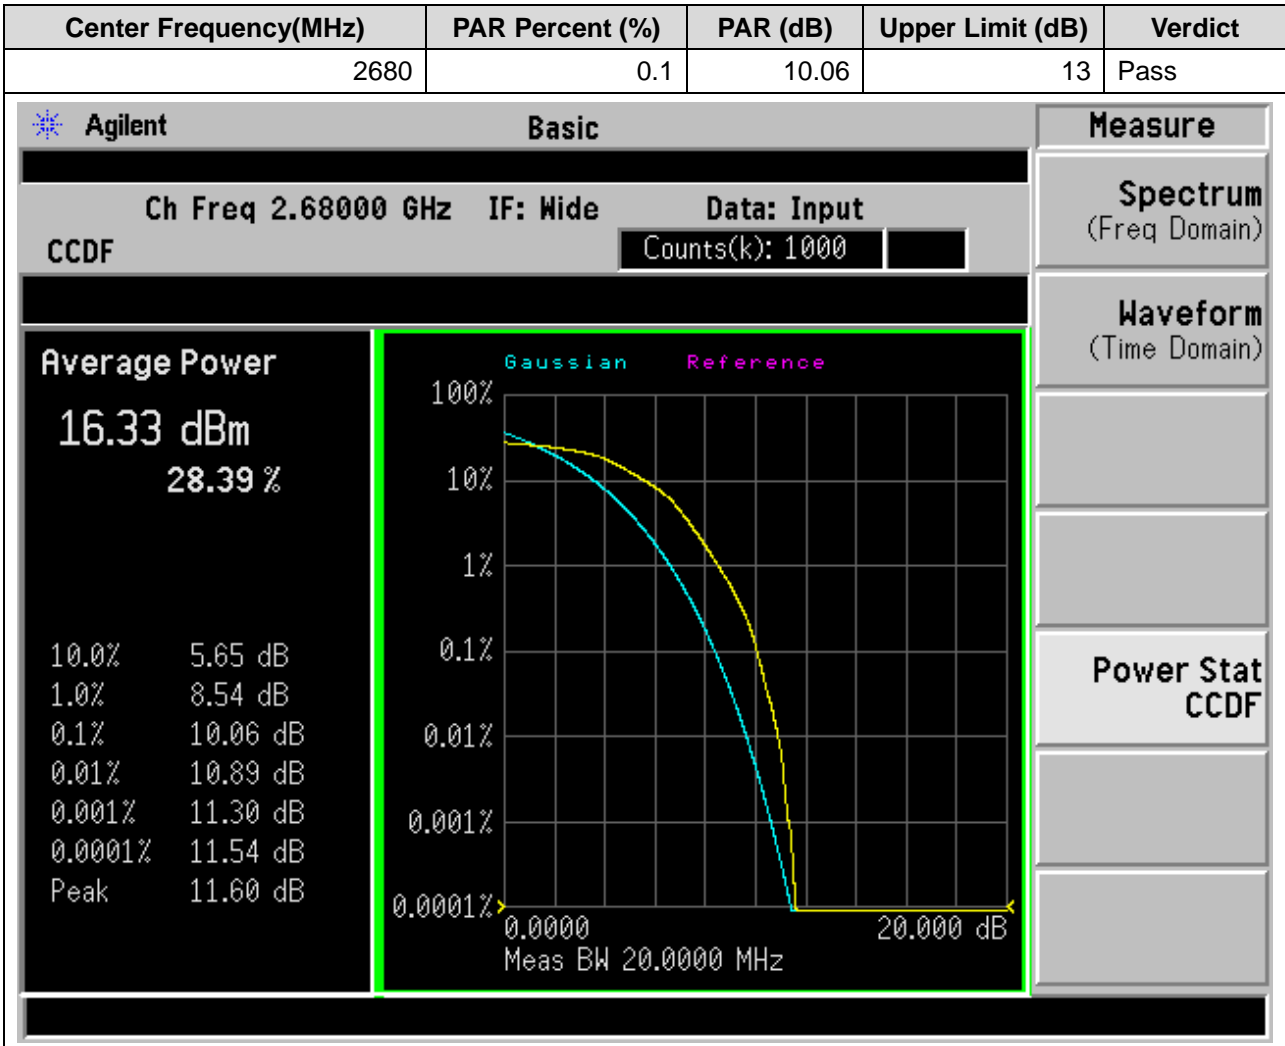 Center Frequency(MHz) PAR Percent (%) PAR (dB) Upper Limit (dB) Verdict
2680 0.1 10.06 13 Pass
Agilent Basic Measure
Ch Freq 2.68000 GHz IF: Wide Data: Input
CCDF Counts(k): 1000
Average Power
16.33 dBm
28.39 %
10.0% 5.65 dB
1.0% 8.54 dB
0.1% 10.06 dB
0.01% 10.89 dB
0.001% 11.30 dB
0.0001% 11.54 dB
Peak 11.60 dB
Gaussian Reference
100%
10%
1%
0.1%
0.01%
0.001%
0.0001%
0.0000 20.000 dB
Meas BW 20.0000 MHz
Spectrum
(Freq Domain)
Waveform
(Time Domain)
Power Stat
CCDF